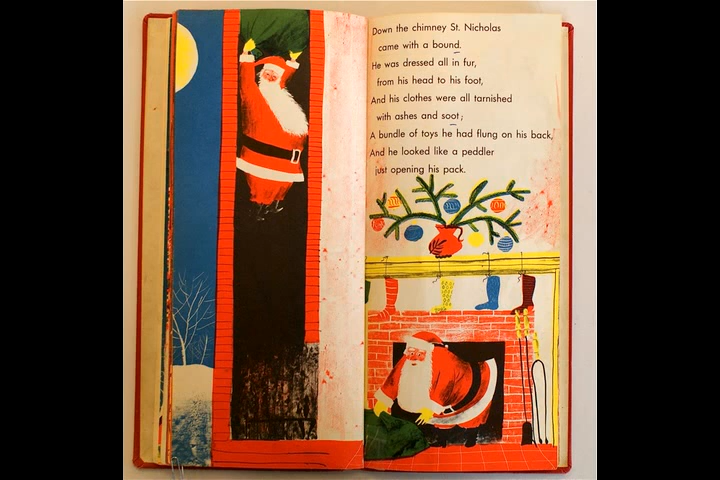 Down the chimney St. Nicholas
came with a bound.
He was dressed all in fur,
from his head to his foot,
And his clothes were all tarnished
with ashes and soot;
A bundle of toys he had flung on his back,
And he looked like a peddler
just opening his pack.